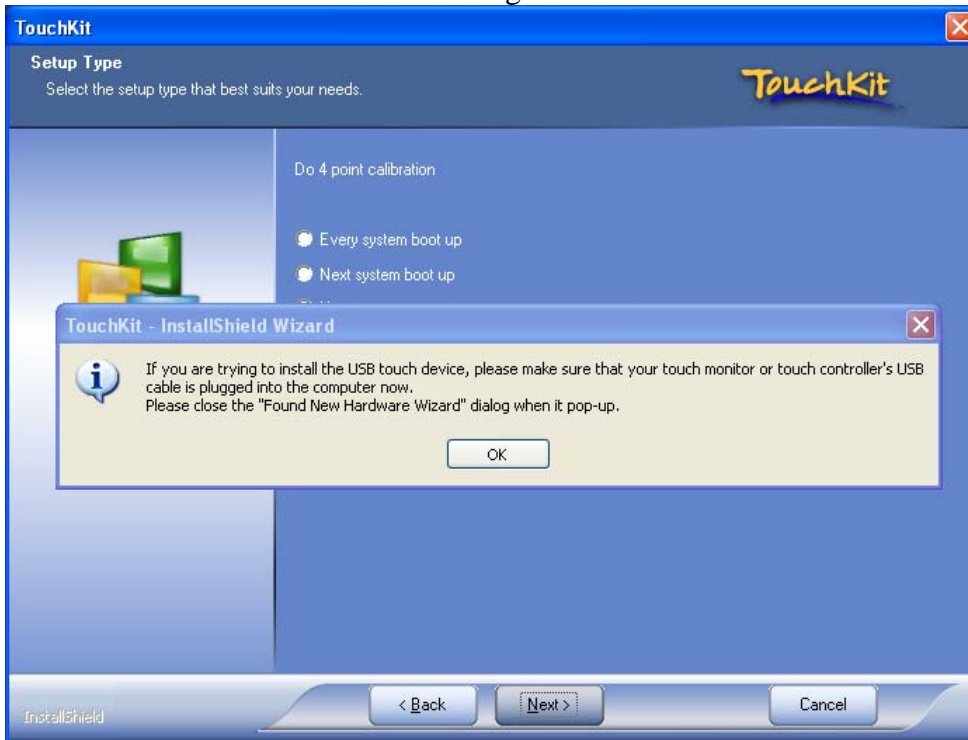 TouchKit
Setup Type
Select the setup type that best suits your needs.
TouchKit
Do 4 point calibration
Every system boot up
Next system boot up
TouchKit - InstallShield Wizard
If you are trying to install the USB touch device, please make sure that your touch monitor or touch controller's USB
cable is plugged into the computer now.
Please close the "Found New Hardware Wizard" dialog when it pop-up.
OK
InstallShield
< Back
Next >
Cancel